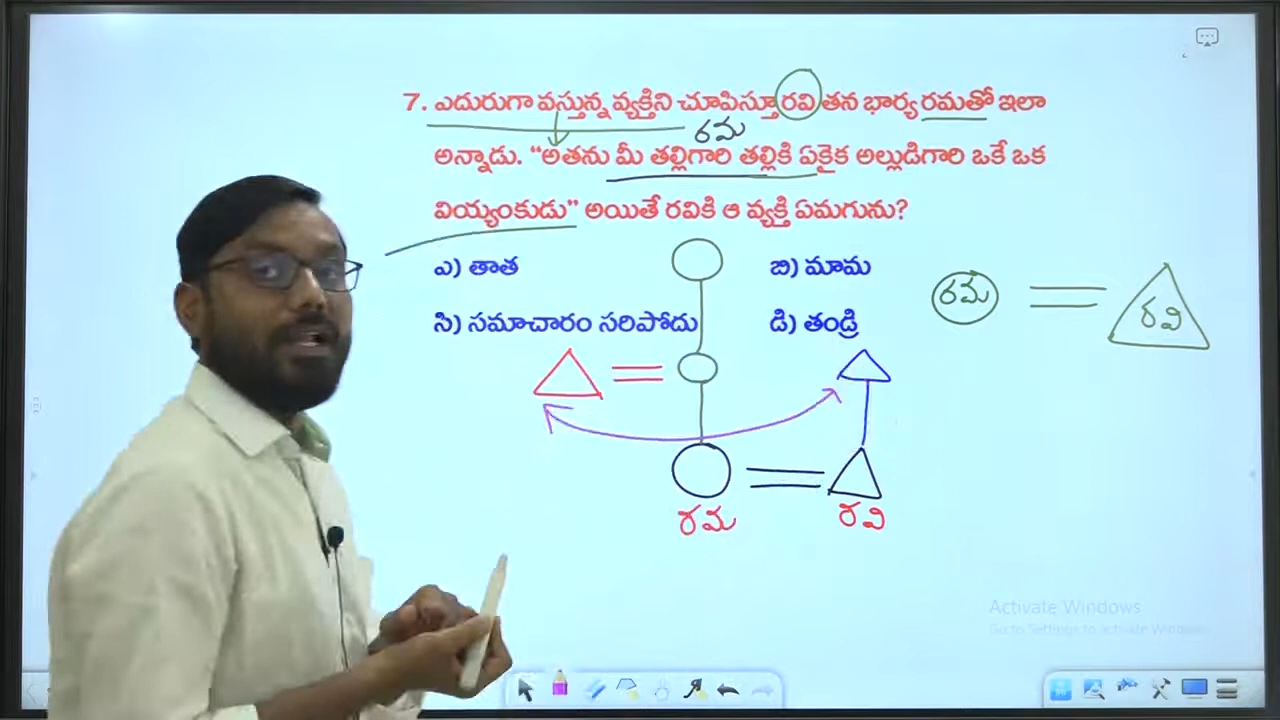 7. ఎదురుగా వస్తున్న వ్యక్తిని చూపిస్తూ రవి తన భార్య రమతో ఇలా
రమ
అన్నాడు. "అతను మీ తల్లిగారి తల్లికి ఏకైక అల్లుడిగారి ఒకే ఒక
వియ్యంకుడు" అయితే రవికి ఆ వ్యక్తి ఏమగును?
ఎ) తాత
బి) మామ
సి) సమాచారం సరిపోదు
డి) తండ్రి
రమ
రవి
రమ
రవి
Activate Windows
Go to Settings to activate Windows.